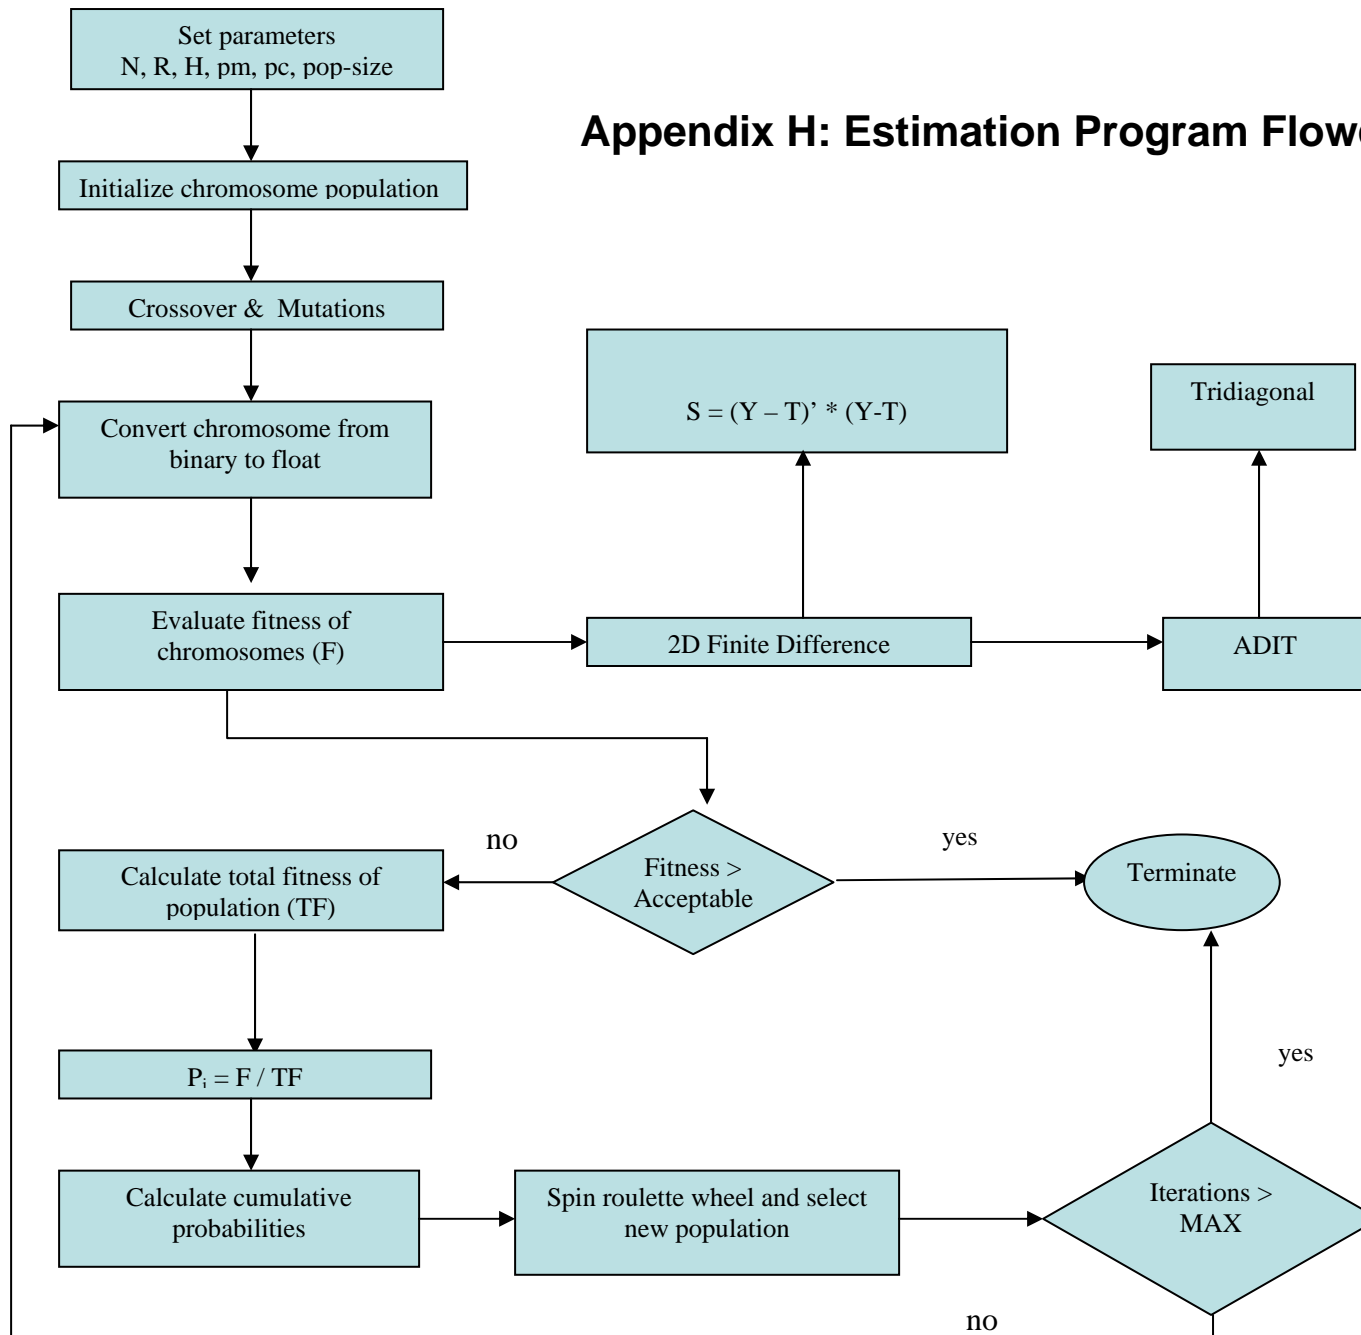 Set parameters
N, R, H, pm, pc, pop-size
Appendix H: Estimation Program Flow
Initialize chromosome population
Crossover & Mutations
Convert chromosome from
binary to float
S = (Y – T)’ * (Y-T)
Tridiagonal
Evaluate fitness of
chromosomes (F)
2D Finite Difference
ADIT
no
Fitness >
Acceptable
yes
Terminate
Calculate total fitness of
population (TF)
Pi = F / TF
yes
Calculate cumulative
probabilities
Spin roulette wheel and select
new population
Iterations >
MAX
no